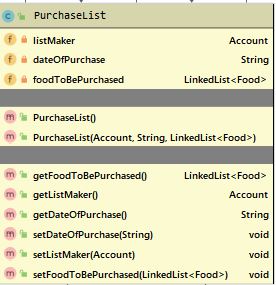 PurchaseList
listMaker Account
dateOfPurchase String
foodToBePurchased LinkedList<Food>
PurchaseList()
PurchaseList(Account, String, LinkedList<Food>)
getFoodToBePurchased() LinkedList<Food>
getListMaker() Account
getDateOfPurchase() String
setDateOfPurchase(String) void
setListMaker(Account) void
setFoodToBePurchased(LinkedList<Food>) void